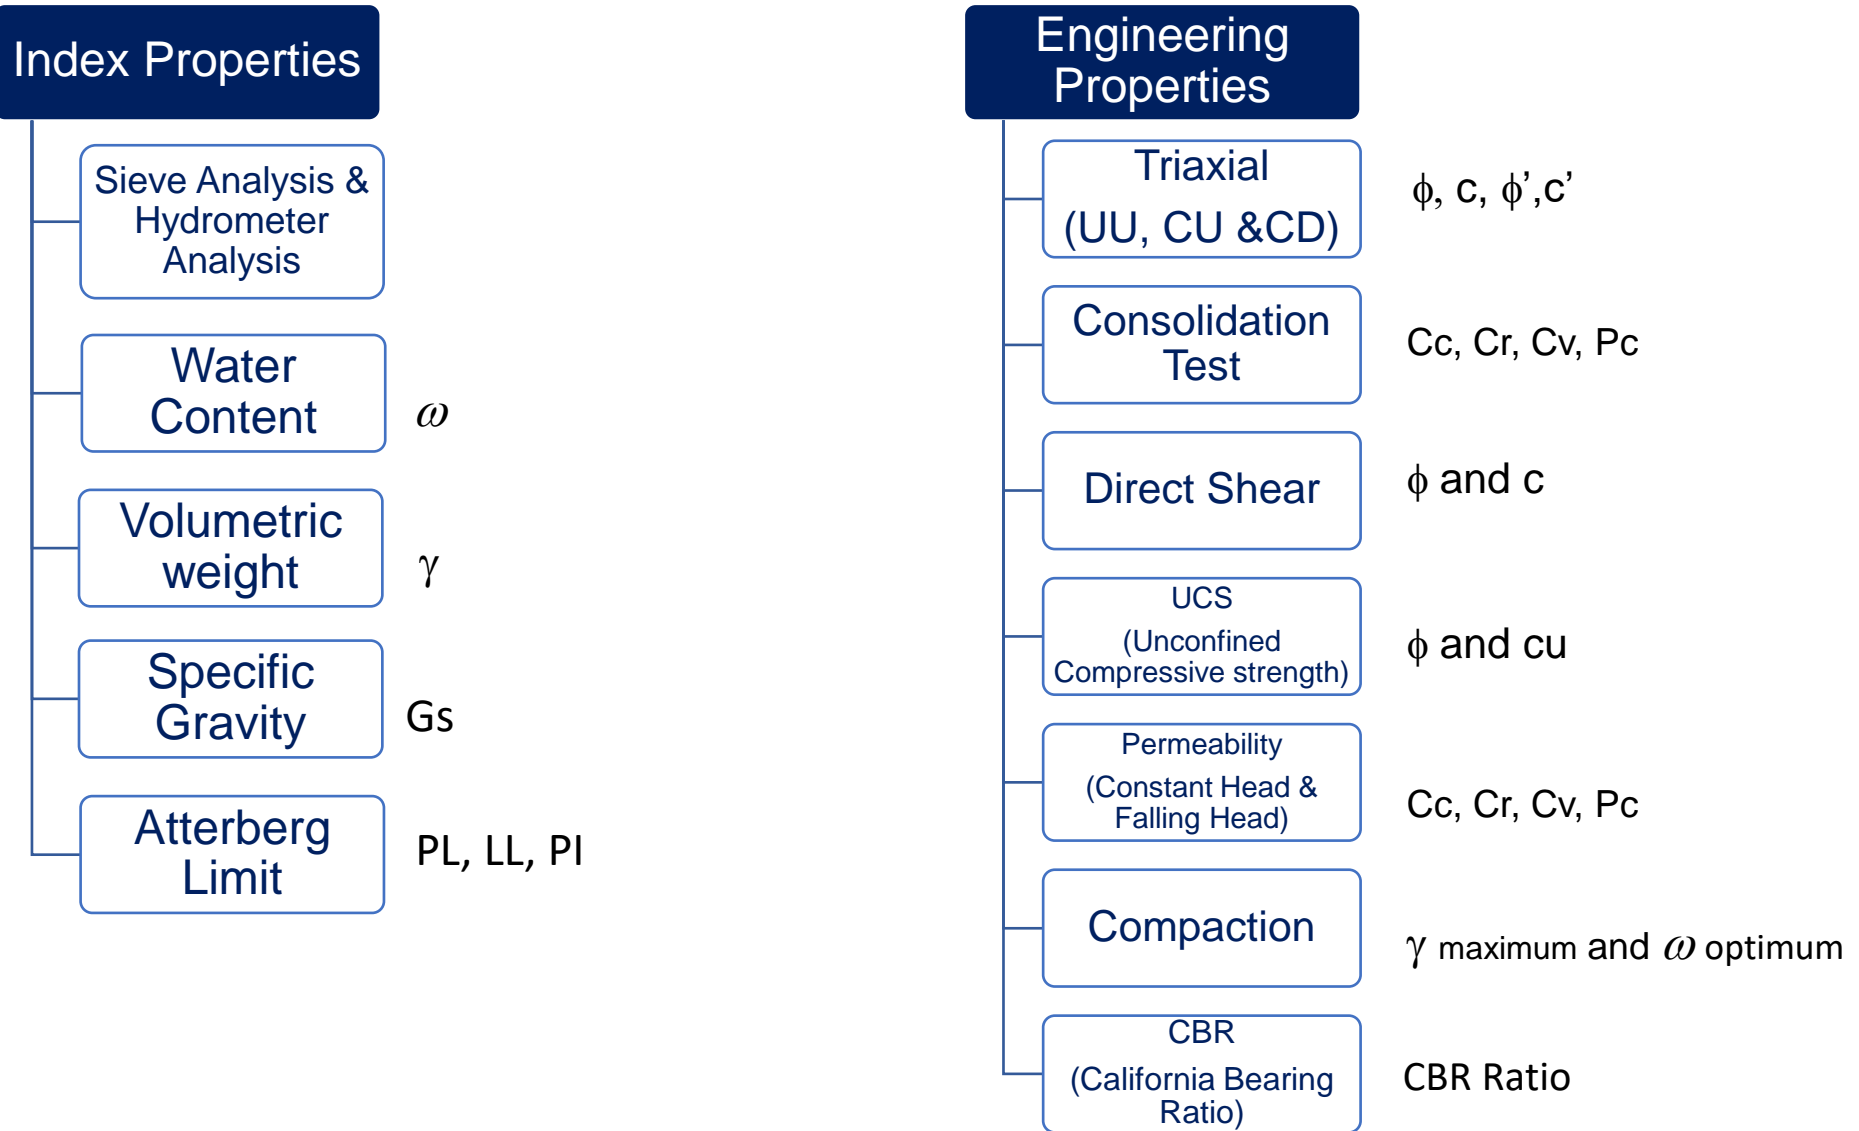 Index Properties
Sieve Analysis &
Hydrometer
Analysis
Water
Content
ω
Volumetric
weight
γ
Specific
Gravity
Gs
Atterberg
Limit
PL, LL, PI
Engineering
Properties
Triaxial
(UU, CU &CD)
ϕ, c, ϕ’,c’
Consolidation
Test
Cc, Cr, Cv, Pc
Direct Shear
ϕ and c
UCS
(Unconfined
Compressive strength)
ϕ and cu
Permeability
(Constant Head &
Falling Head)
Cc, Cr, Cv, Pc
Compaction
γ maximum and ω optimum
CBR
(California Bearing
Ratio)
CBR Ratio